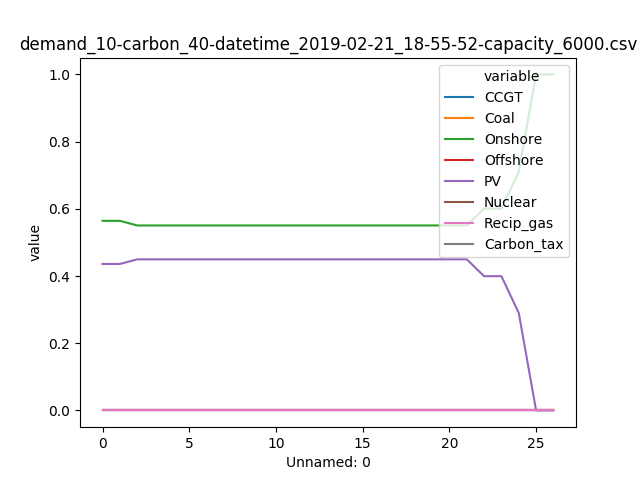 demand_10-carbon_40-datetime_2019-02-21_18-55-52-capacity_6000.csv
variable
CCGT
Coal
Onshore
Offshore
PV
Nuclear
Recip_gas
Carbon_tax
value
1.0
0.8
0.6
0.4
0.2
0.0
0 5 10 15 20 25
Unnamed: 0